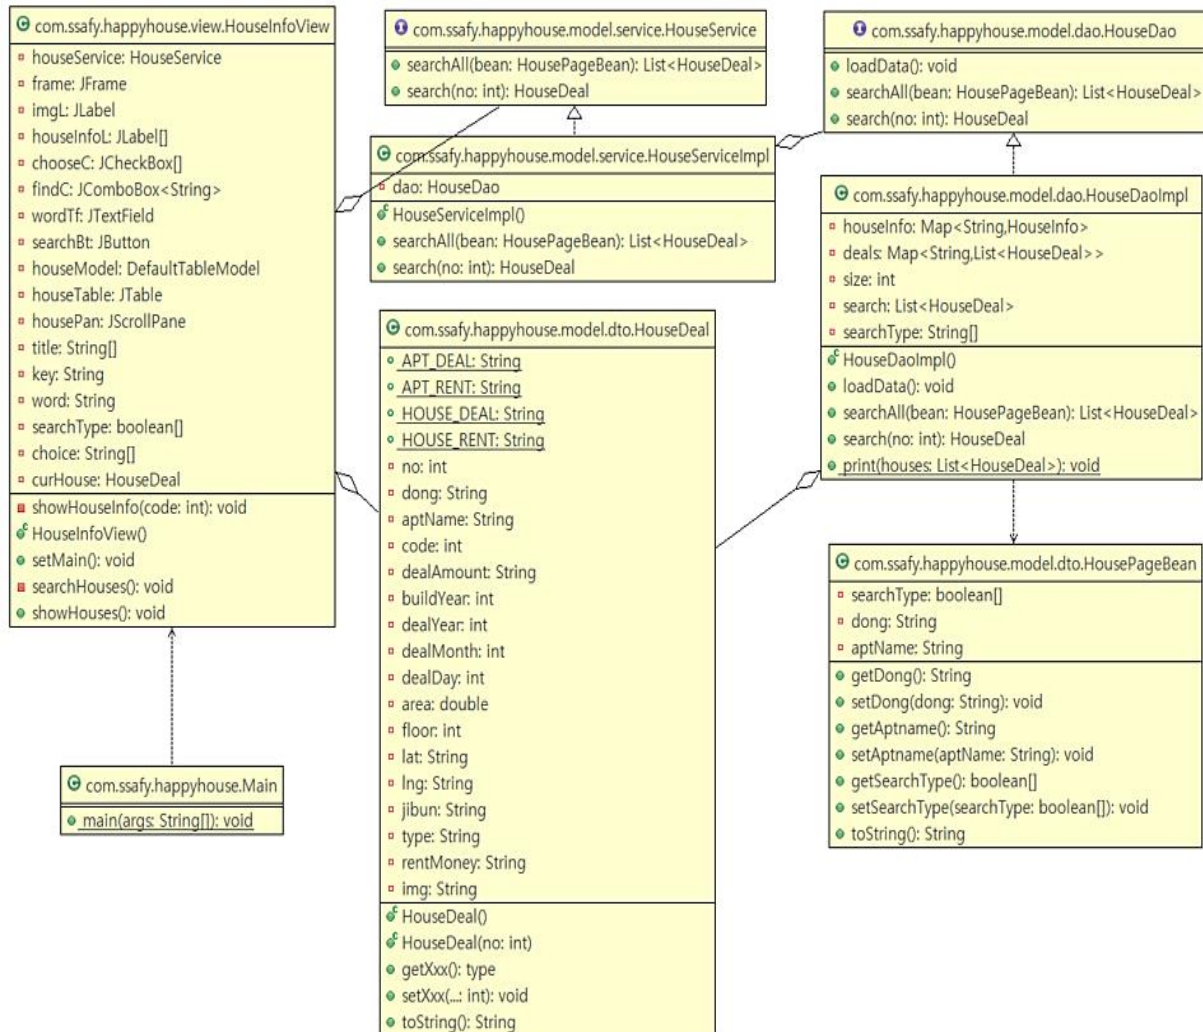 com.ssafy.happyhouse.view.HouseInfoView
houseService: HouseService
frame: JFrame
imgL: JLabel
houseInfoL: JLabel[]
chooseC: JCheckBox[]
findC: JComboBox<String>
wordTf: JTextField
searchBt: JButton
houseModel: DefaultTableModel
houseTable: JTable
housePan: JScrollPane
title: String[]
key: String
word: String
searchType: boolean[]
choice: String[]
curHouse: HouseDeal
showHouseInfo(code: int): void
HouseInfoView()
setMain(): void
searchHouses(): void
showHouses(): void
com.ssafy.happyhouse.Main
main(args: String[]): void
com.ssafy.happyhouse.model.service.HouseService
searchAll(bean: HousePageBean): List<HouseDeal>
search(no: int): HouseDeal
com.ssafy.happyhouse.model.service.HouseServiceImpl
dao: HouseDao
HouseServiceImpl()
searchAll(bean: HousePageBean): List<HouseDeal>
search(no: int): HouseDeal
com.ssafy.happyhouse.model.dto.HouseDeal
APT_DEAL: String
APT_RENT: String
HOUSE_DEAL: String
HOUSE_RENT: String
no: int
dong: String
aptName: String
code: int
dealAmount: String
buildYear: int
dealYear: int
dealMonth: int
dealDay: int
area: double
floor: int
lat: String
lng: String
jibun: String
type: String
rentMoney: String
img: String
HouseDeal()
HouseDeal(no: int)
getXxx(): type
setXxx(...: int): void
toString(): String
com.ssafy.happyhouse.model.dao.HouseDao
loadData(): void
searchAll(bean: HousePageBean): List<HouseDeal>
search(no: int): HouseDeal
com.ssafy.happyhouse.model.dao.HouseDaoImpl
houseInfo: Map<String,HouseInfo>
deals: Map<String,List<HouseDeal>>
size: int
search: List<HouseDeal>
searchType: String[]
HouseDaoImpl()
loadData(): void
searchAll(bean: HousePageBean): List<HouseDeal>
search(no: int): HouseDeal
print(houses: List<HouseDeal>): void
com.ssafy.happyhouse.model.dto.HousePageBean
searchType: boolean[]
dong: String
aptName: String
getDong(): String
setDong(dong: String): void
getAptname(): String
setAptname(aptName: String): void
getSearchType(): boolean[]
setSearchType(searchType: boolean[]): void
toString(): String